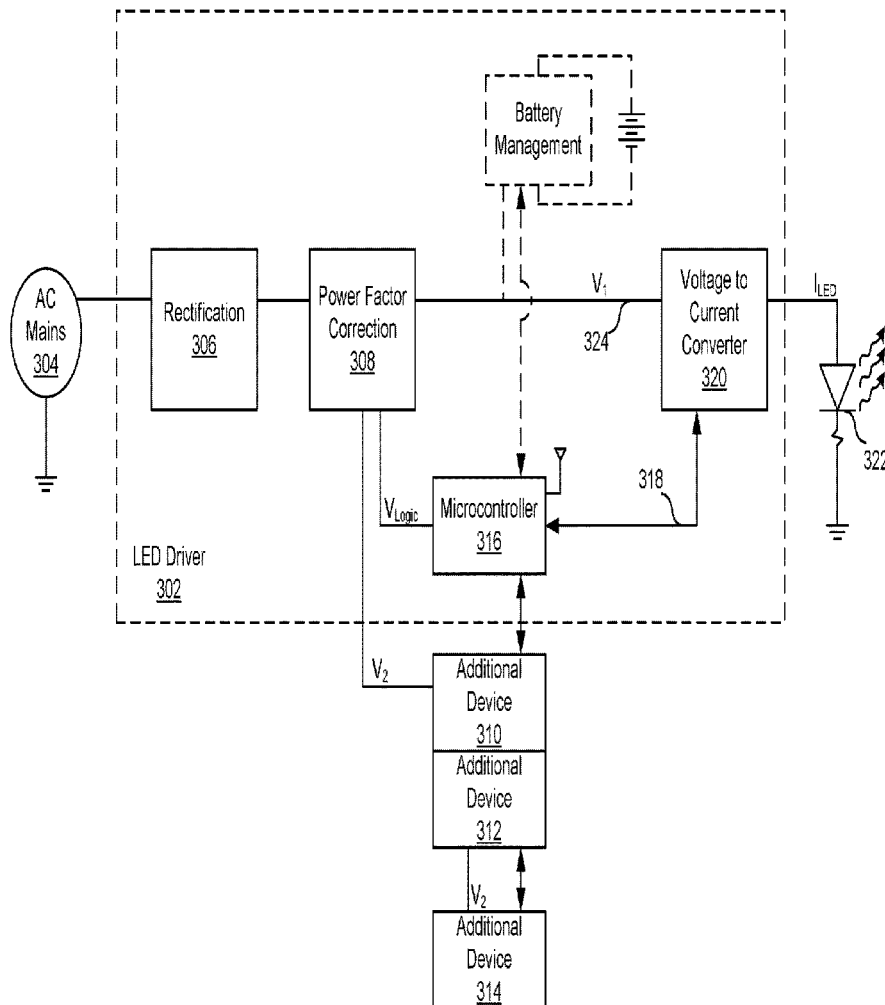 Battery
Management
AC
Mains
304
Rectification
306
Power Factor
Correction
308
V1
324
Voltage to
Current
Converter
320
ILED
322
318
VLogic
Microcontroller
316
LED Driver
302
V2
Additional
Device
310
Additional
Device
312
V2
Additional
Device
314